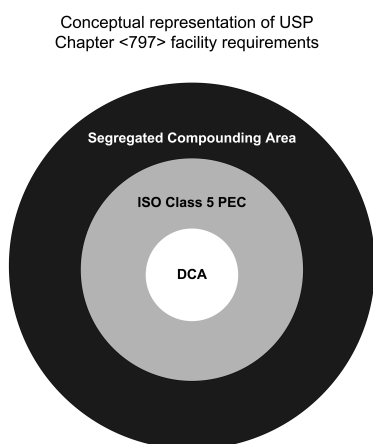 Conceptual representation of USP
Chapter <797> facility requirements
Segregated Compounding Area
ISO Class 5 PEC
DCA